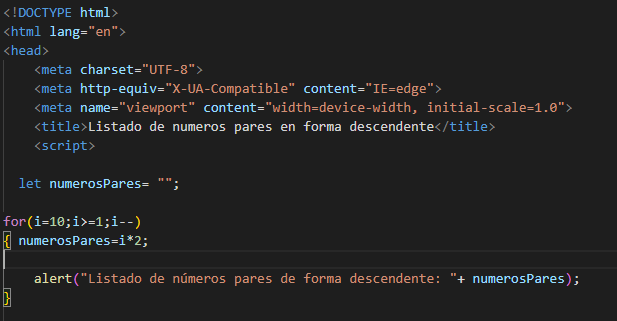 <!DOCTYPE html>
<html lang="en">
<head>
    <meta charset="UTF-8">
    <meta http-equiv="X-UA-Compatible" content="IE=edge">
    <meta name="viewport" content="width=device-width, initial-scale=1.0">
    <title>Listado de numeros pares en forma descendente</title>
    <script>
  let numerosPares= "";
for(i=10;i>=1;i--)
{ numerosPares=i*2;
    alert("Listado de números pares de forma descendente: "+ numerosPares);
}